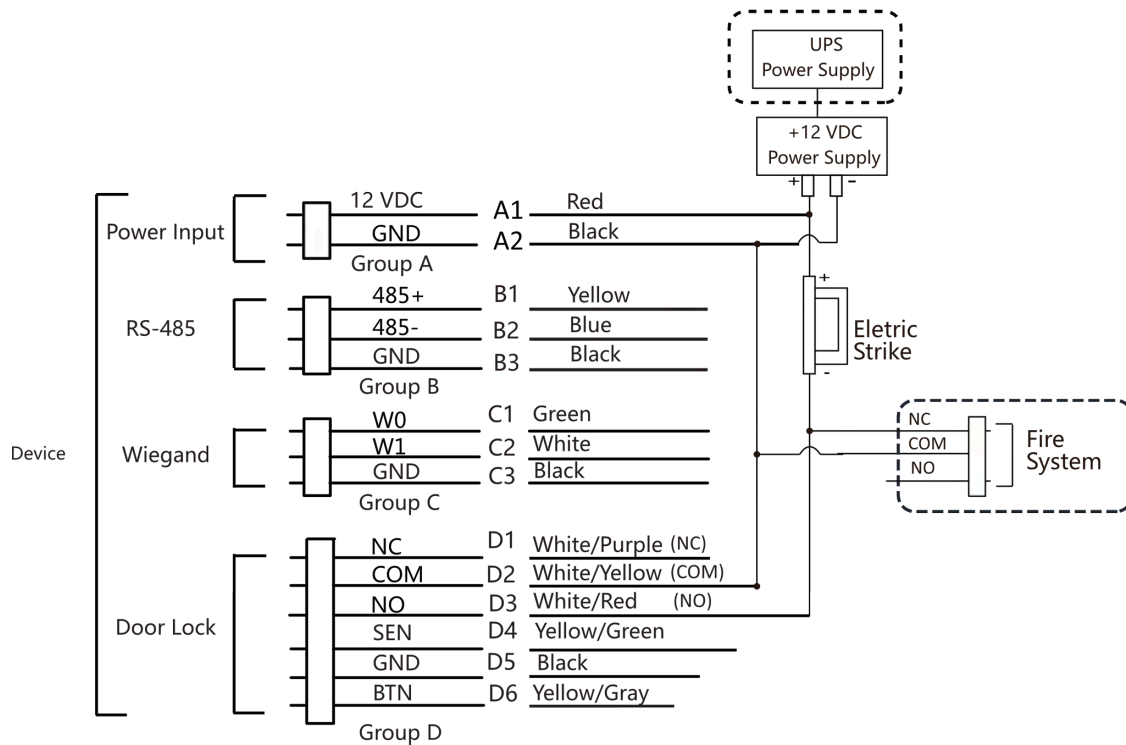 UPS
Power Supply
+12 VDC
Power Supply
+
-
Device
Power Input
12 VDC
A1
Red
GND
A2
Black
Group A
RS-485
485+
B1
Yellow
485-
B2
Blue
GND
B3
Black
Group B
+
Eletric
Strike
-
Wiegand
W0
C1
Green
W1
C2
White
GND
C3
Black
Group C
NC
COM
NO
Fire
System
Door Lock
NC
D1
White/Purple (NC)
COM
D2
White/Yellow (COM)
NO
D3
White/Red (NO)
SEN
D4
Yellow/Green
GND
D5
Black
BTN
D6
Yellow/Gray
Group D